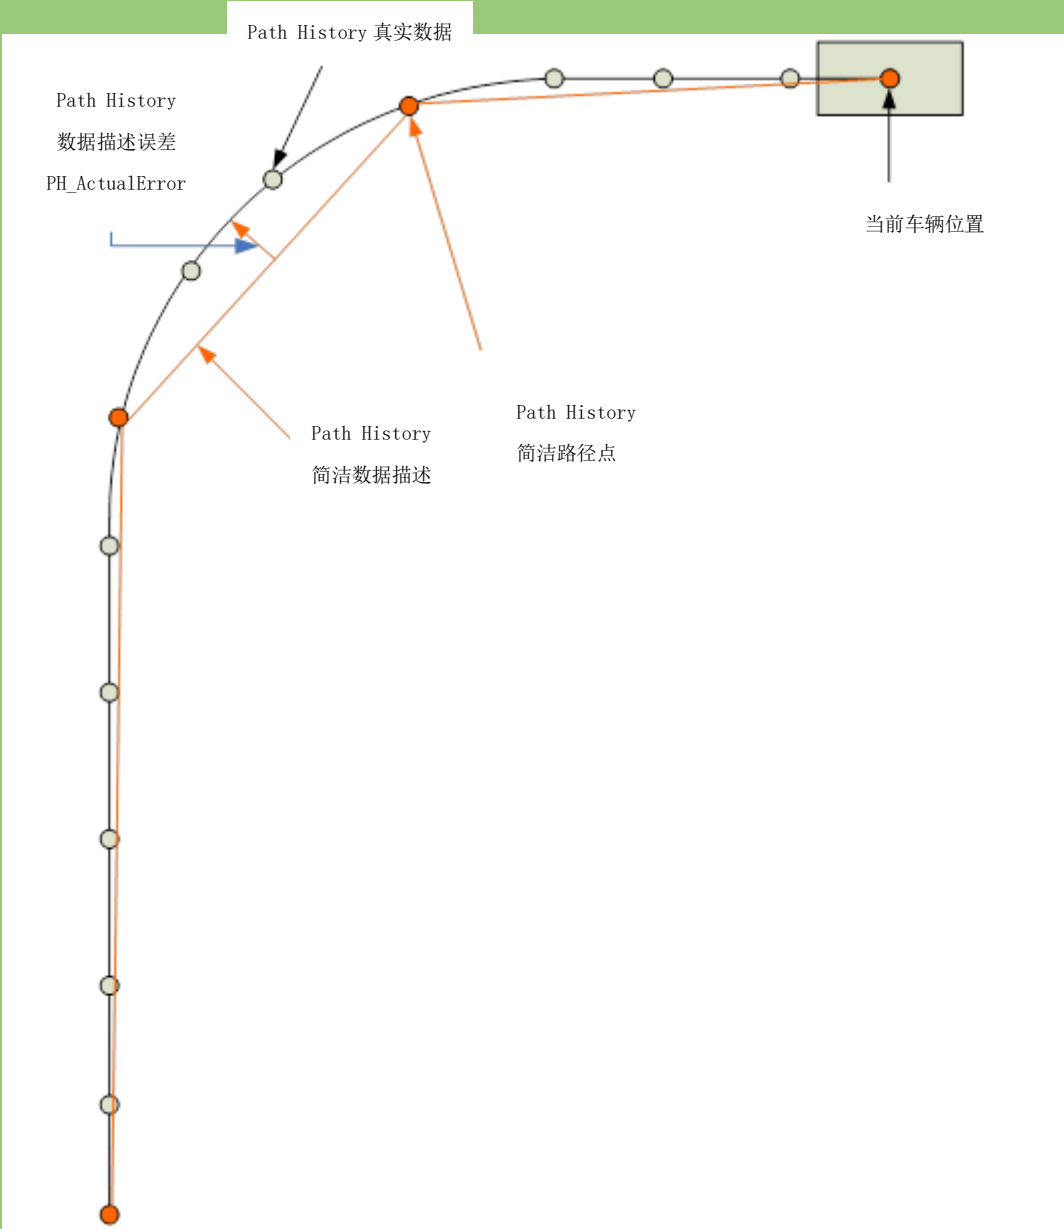 Path History 真实数据
Path History
数据描述误差
PH_ActualError
当前车辆位置
Path History
简洁路径点
Path History
简洁数据描述